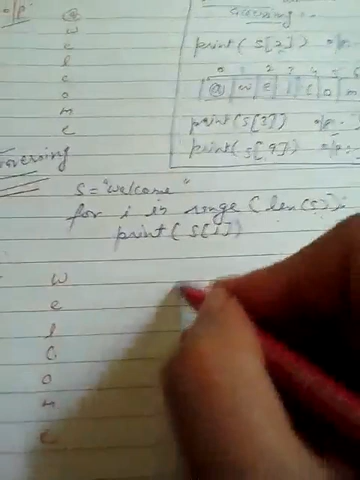 o/p:
@
w
e
l
c
o
m
e
print( s[2])
0 1 2 3 4 5
@ w e l c o m
print( s[3]) o/p.
print( s[9]) o/p:
s="welcome"
for i in range (len(s)):
print( s[i])
w
e
l
c
o
m
e